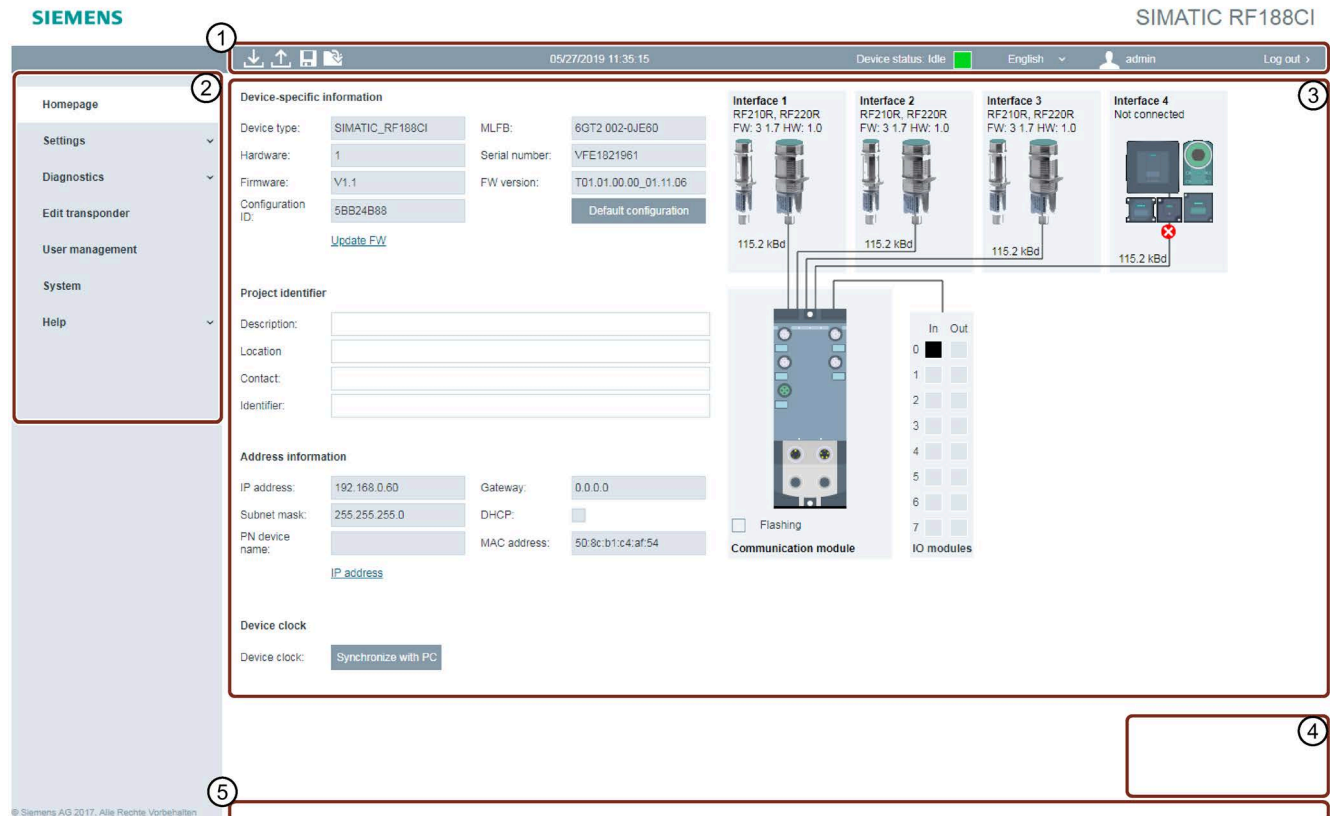 SIEMENS
SIMATIC RF188CI
1
05/27/2019 11:35:15
Device status: Idle
English
admin
Log out ›
2
Homepage
Settings
Diagnostics
Edit transponder
User management
System
Help
3
Device-specific information
Device type: SIMATIC_RF188CI MLFB: 6GT2 002-0JE60
Hardware: 1 Serial number: VFE1821961
Firmware: V1.1 FW version: T01.01.00.00_01.11.06
Configuration ID: 5BB24B88 Default configuration
Update FW
Project identifier
Description:
Location
Contact:
Identifier:
Address information
IP address: 192.168.0.60 Gateway: 0.0.0.0
Subnet mask: 255.255.255.0 DHCP:
PN device name: MAC address: 50:8c:b1:c4:af:54
IP address
Device clock
Device clock: Synchronize with PC
Interface 1
RF210R, RF220R
FW: 3 1.7 HW: 1.0
115.2 kBd
Interface 2
RF210R, RF220R
FW: 3 1.7 HW: 1.0
115.2 kBd
Interface 3
RF210R, RF220R
FW: 3 1.7 HW: 1.0
115.2 kBd
Interface 4
Not connected
115.2 kBd
Flashing
Communication module
In Out
0
1
2
3
4
5
6
7
IO modules
4
5
© Siemens AG 2017. Alle Rechte Vorbehalten